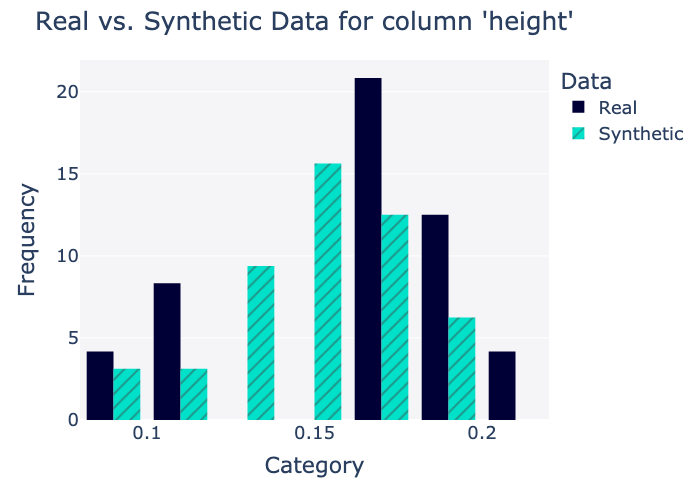 Real vs. Synthetic Data for column 'height'
Data
Real
Synthetic
20
15
10
5
0
Frequency
0.1
0.15
0.2
Category